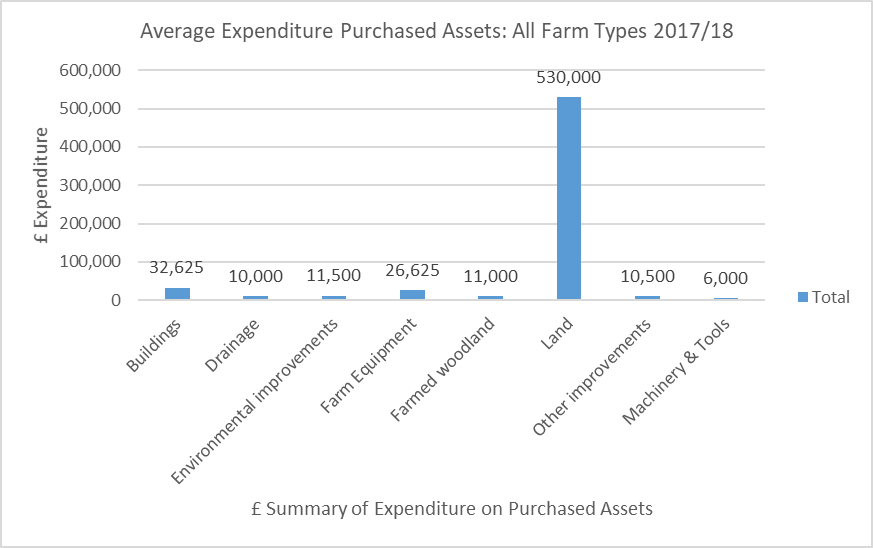 Average Expenditure Purchased Assets: All Farm Types 2017/18
£ Expenditure
600,000
500,000
400,000
300,000
200,000
100,000
0
32,625
10,000
11,500
26,625
11,000
530,000
10,500
6,000
Buildings
Drainage
Environmental improvements
Farm Equipment
Farmed woodland
Land
Other improvements
Machinery & Tools
Total
£ Summary of Expenditure on Purchased Assets